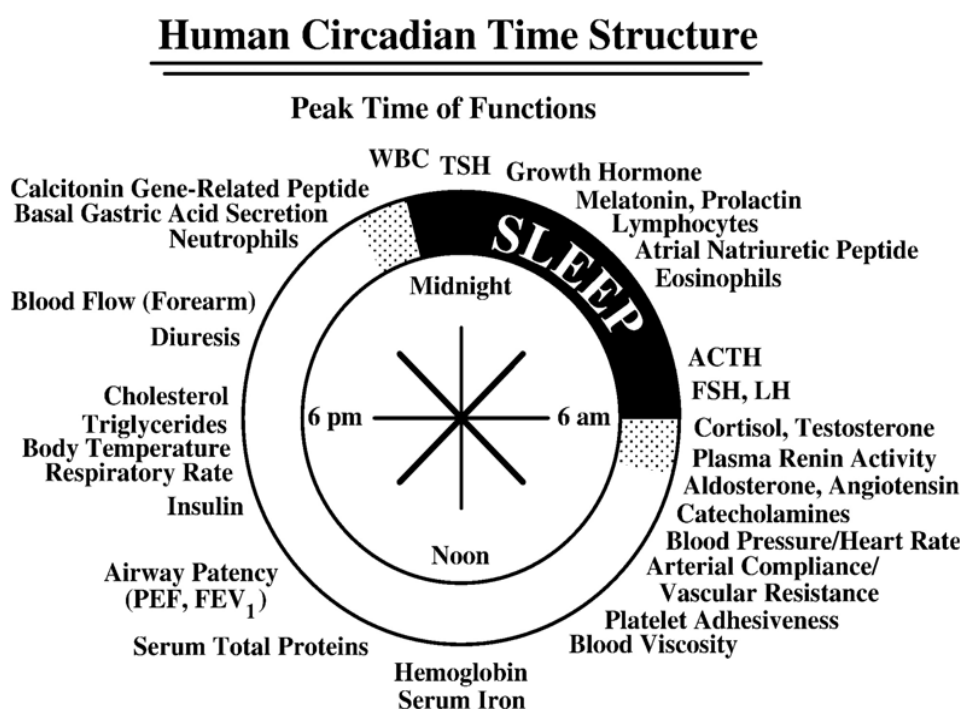 Human Circadian Time Structure
Peak Time of Functions
WBC
TSH
Growth Hormone
Melatonin, Prolactin
Lymphocytes
Atrial Natriuretic Peptide
Eosinophils
ACTH
FSH, LH
Cortisol, Testosterone
Plasma Renin Activity
Aldosterone, Angiotensin
Catecholamines
Blood Pressure/Heart Rate
Arterial Compliance/
Vascular Resistance
Platelet Adhesiveness
Blood Viscosity
Hemoglobin
Serum Iron
Serum Total Proteins
Airway Patency
(PEF, FEV₁)
Insulin
Respiratory Rate
Body Temperature
Triglycerides
Cholesterol
Diuresis
Blood Flow (Forearm)
Neutrophils
Basal Gastric Acid Secretion
Calcitonin Gene-Related Peptide
SLEEP
Midnight
6 am
Noon
6 pm